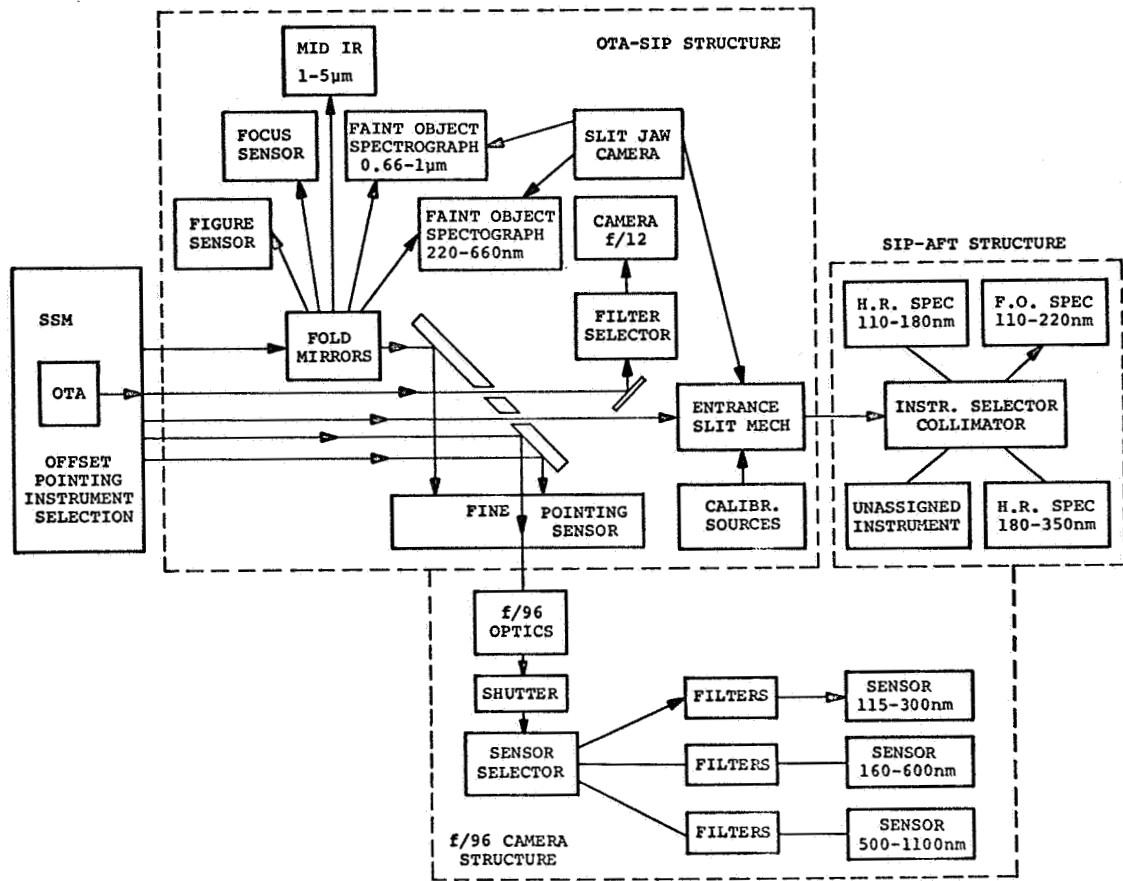 OTA-SIP STRUCTURE
MID IR
1-5µm
FOCUS
SENSOR
FAINT OBJECT
SPECTROGRAPH
0.66-1µm
SLIT JAW
CAMERA
FIGURE
SENSOR
FAINT OBJECT
SPECTOGRAPH
220-660nm
CAMERA
f/12
SIP-AFT STRUCTURE
SSM
OTA
OFFSET
POINTING
INSTRUMENT
SELECTION
FOLD
MIRRORS
FILTER
SELECTOR
ENTRANCE
SLIT MECH
CALIBR.
SOURCES
FINE POINTING
SENSOR
H.R. SPEC
110-180nm
F.O. SPEC
110-220nm
INSTR. SELECTOR
COLLIMATOR
UNASSIGNED
INSTRUMENT
H.R. SPEC
180-350nm
f/96
OPTICS
SHUTTER
SENSOR
SELECTOR
FILTERS
SENSOR
115-300nm
FILTERS
SENSOR
160-600nm
FILTERS
SENSOR
500-1100nm
f/96 CAMERA
STRUCTURE